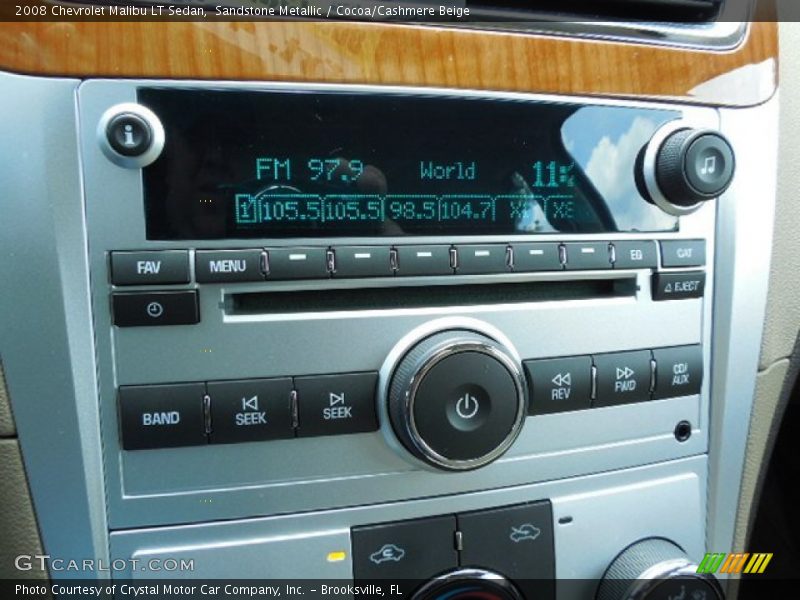 2008 Chevrolet Malibu LT Sedan, Sandstone Metallic / Cocoa/Cashmere Beige
i
FM 97.9 World 11:
1 105.5 105.5 98.5 104.7
FAV MENU EQ CAT
EJECT
BAND SEEK SEEK REV FWD CD/AUX
GTCARLOT.COM
Photo Courtesy of Crystal Motor Car Company, Inc. – Brooksville, FL